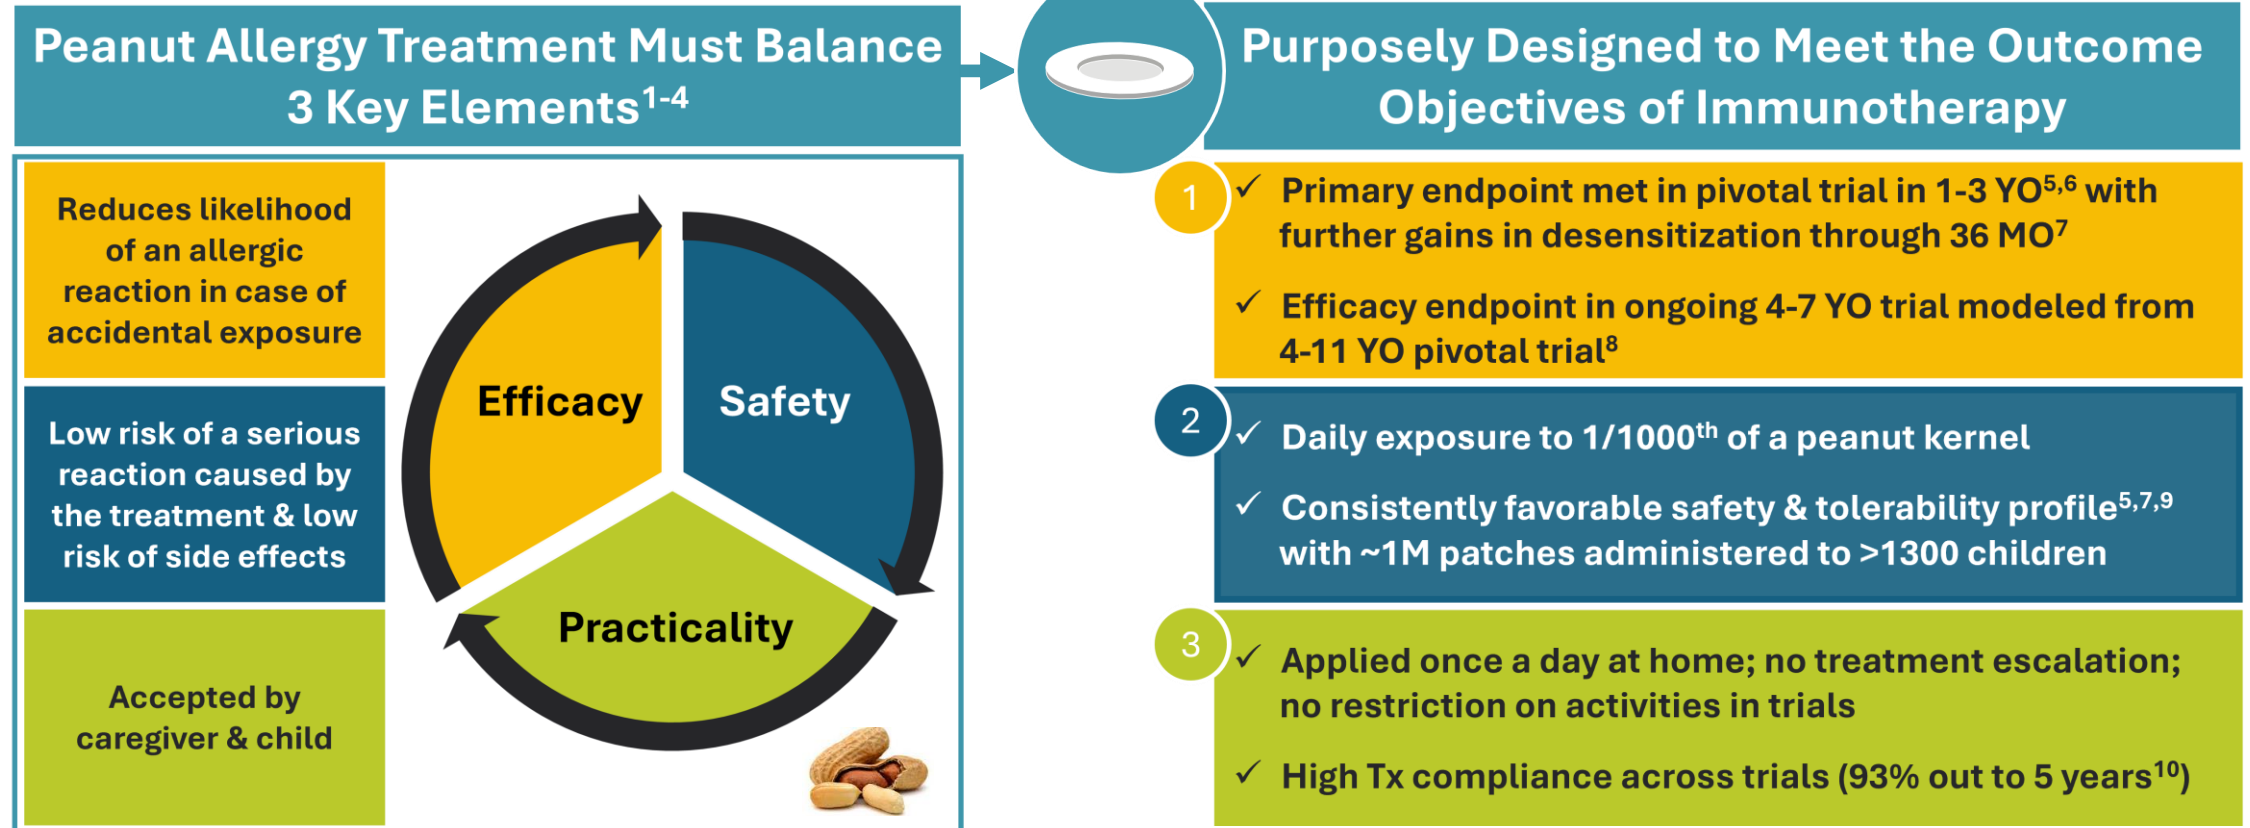 Peanut Allergy Treatment Must Balance
3 Key Elements¹⁻⁴
Reduces likelihood
of an allergic
reaction in case of
accidental exposure
Low risk of a serious
reaction caused by
the treatment & low
risk of side effects
Accepted by
caregiver & child
Efficacy
Safety
Practicality
Purposely Designed to Meet the Outcome
Objectives of Immunotherapy
1
✓ Primary endpoint met in pivotal trial in 1-3 YO⁵,⁶ with
further gains in desensitization through 36 MO⁷
✓ Efficacy endpoint in ongoing 4-7 YO trial modeled from
4-11 YO pivotal trial⁸
2
✓ Daily exposure to 1/1000ᵗʰ of a peanut kernel
✓ Consistently favorable safety & tolerability profile⁵,⁷,⁹
with ~1M patches administered to >1300 children
3
✓ Applied once a day at home; no treatment escalation;
no restriction on activities in trials
✓ High Tx compliance across trials (93% out to 5 years¹⁰)